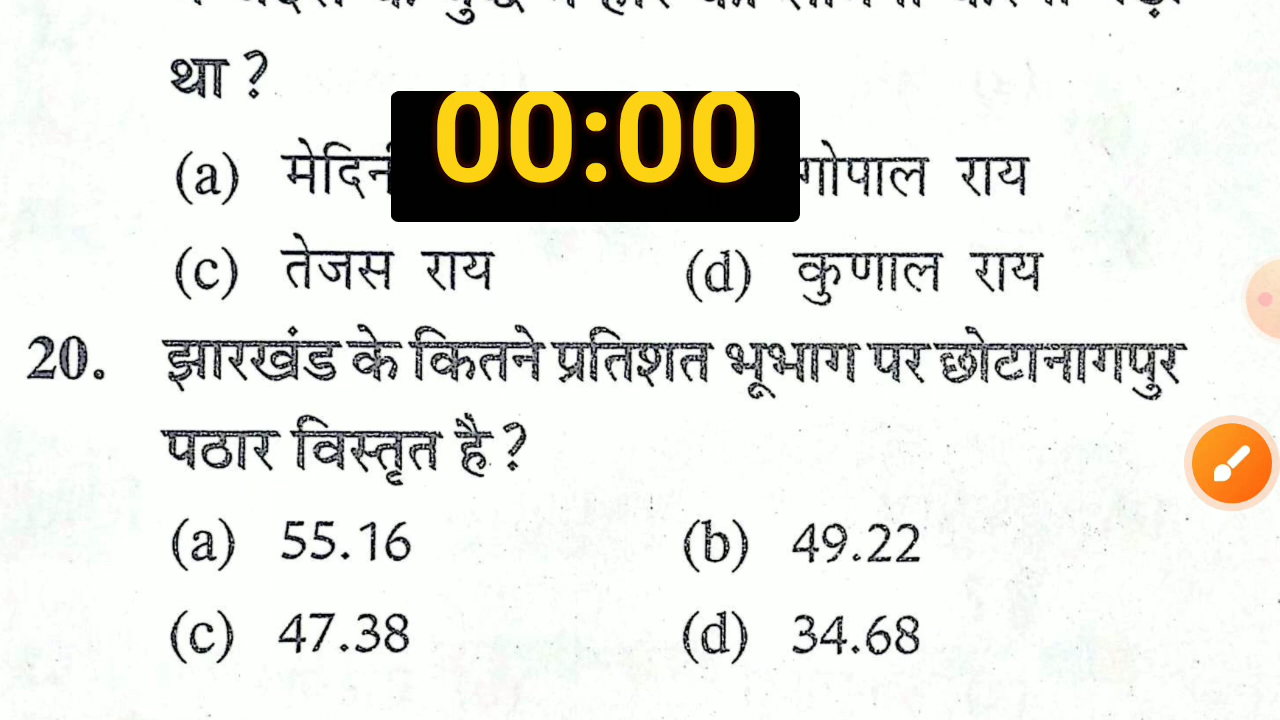 था ?
00:00
(a) गोपाल राय
(c) तेजस राय (d) कुणाल राय
20. झारखंड के कितने प्रतिशत भूभाग पर छोटानागपुर
पठार विस्तृत है ?
(a) 55.16 (b) 49.22
(c) 47.38 (d) 34.68